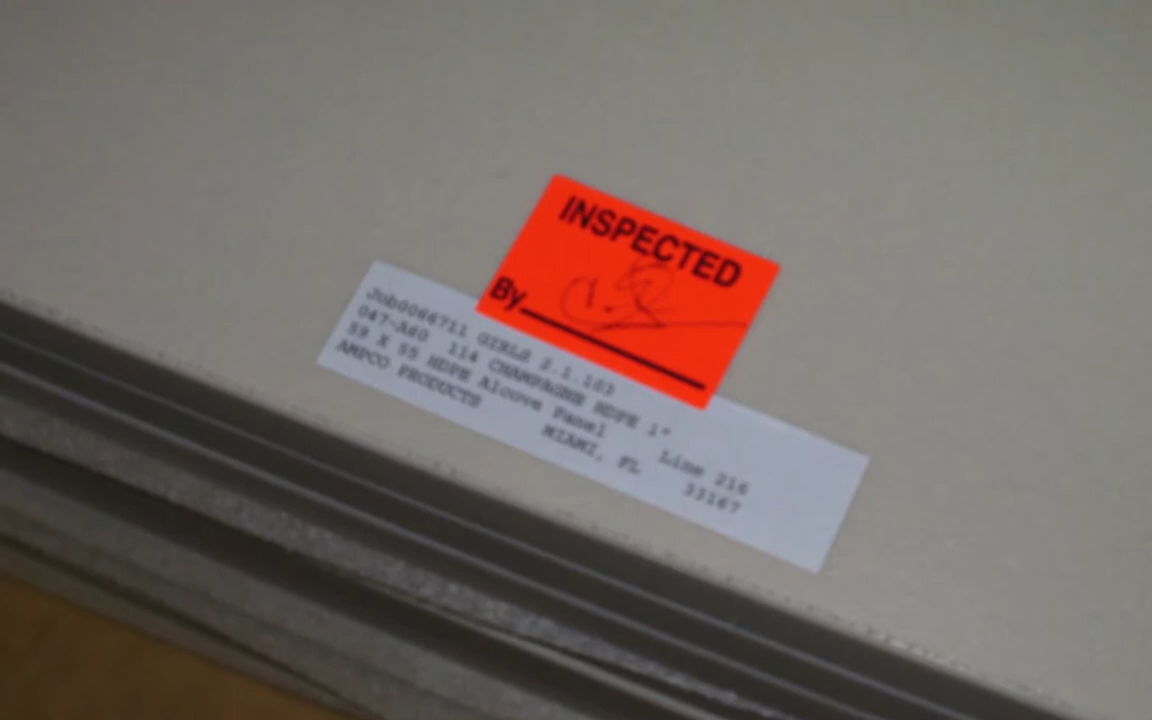 INSPECTED
By
Job0066711 GIRLS 2.1.103
047-A60 114 CHAMPAGNE HDPE 1"
59 X 55 HDPE Alcove Panel Line 216
AMPCO PRODUCTS MIAMI, FL 33167